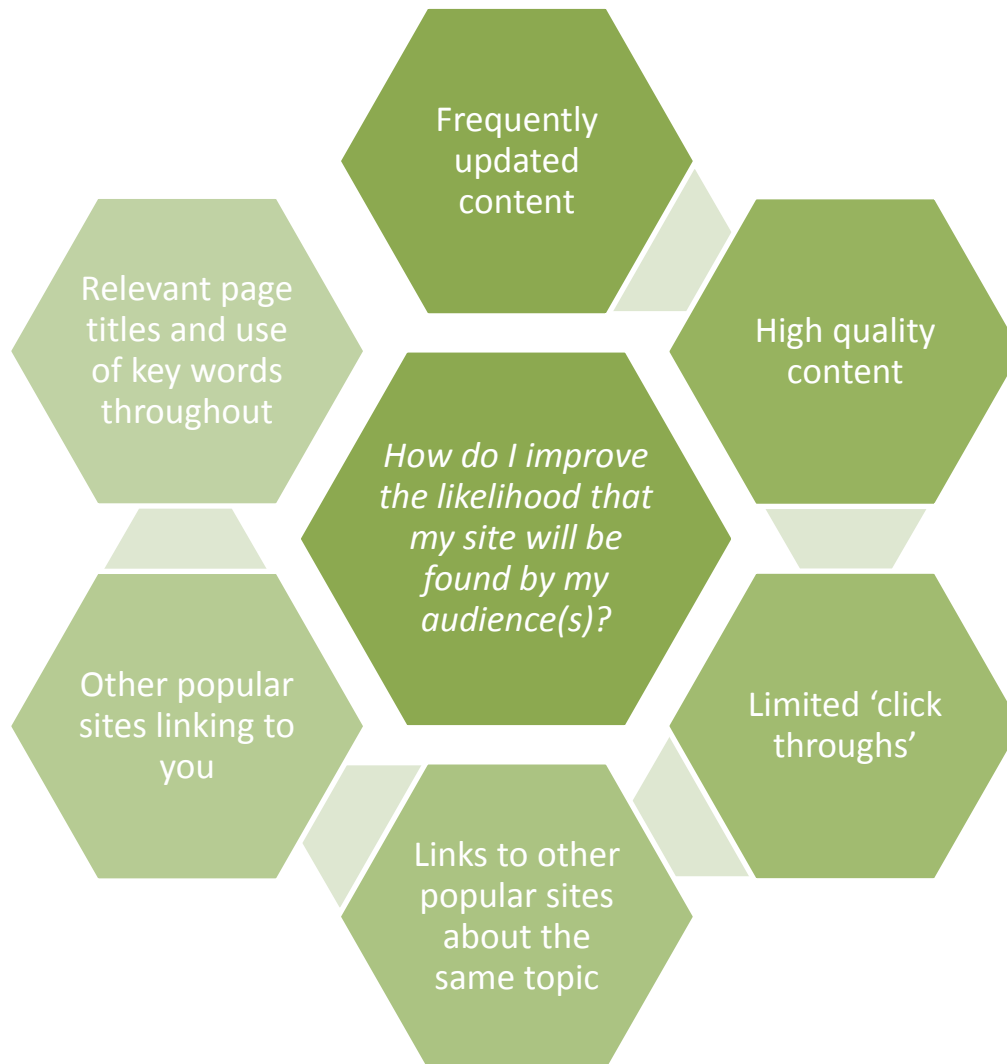 Frequently
updated
content
High quality
content
Limited ‘click
throughs’
Links to other
popular sites
about the
same topic
Other popular
sites linking to
you
Relevant page
titles and use
of key words
throughout
How do I improve
the likelihood that
my site will be
found by my
audience(s)?